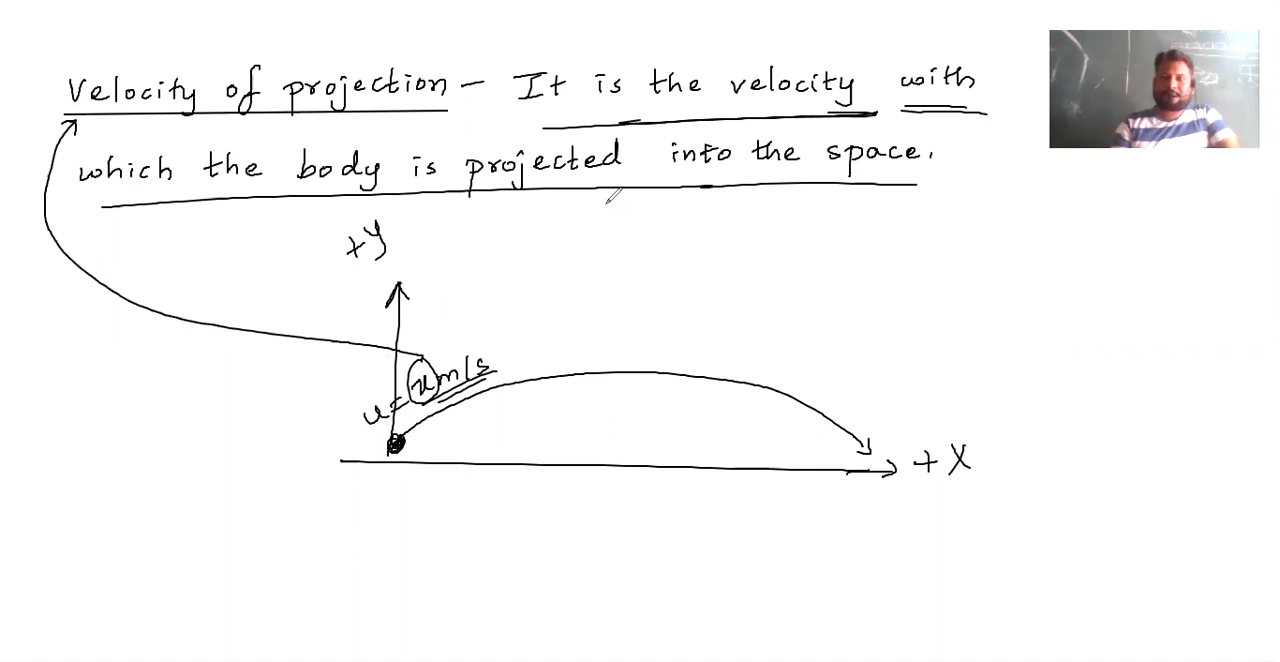 Velocity of projection – It is the velocity with
which the body is projected into the space.
+y
u = x m/s
+X